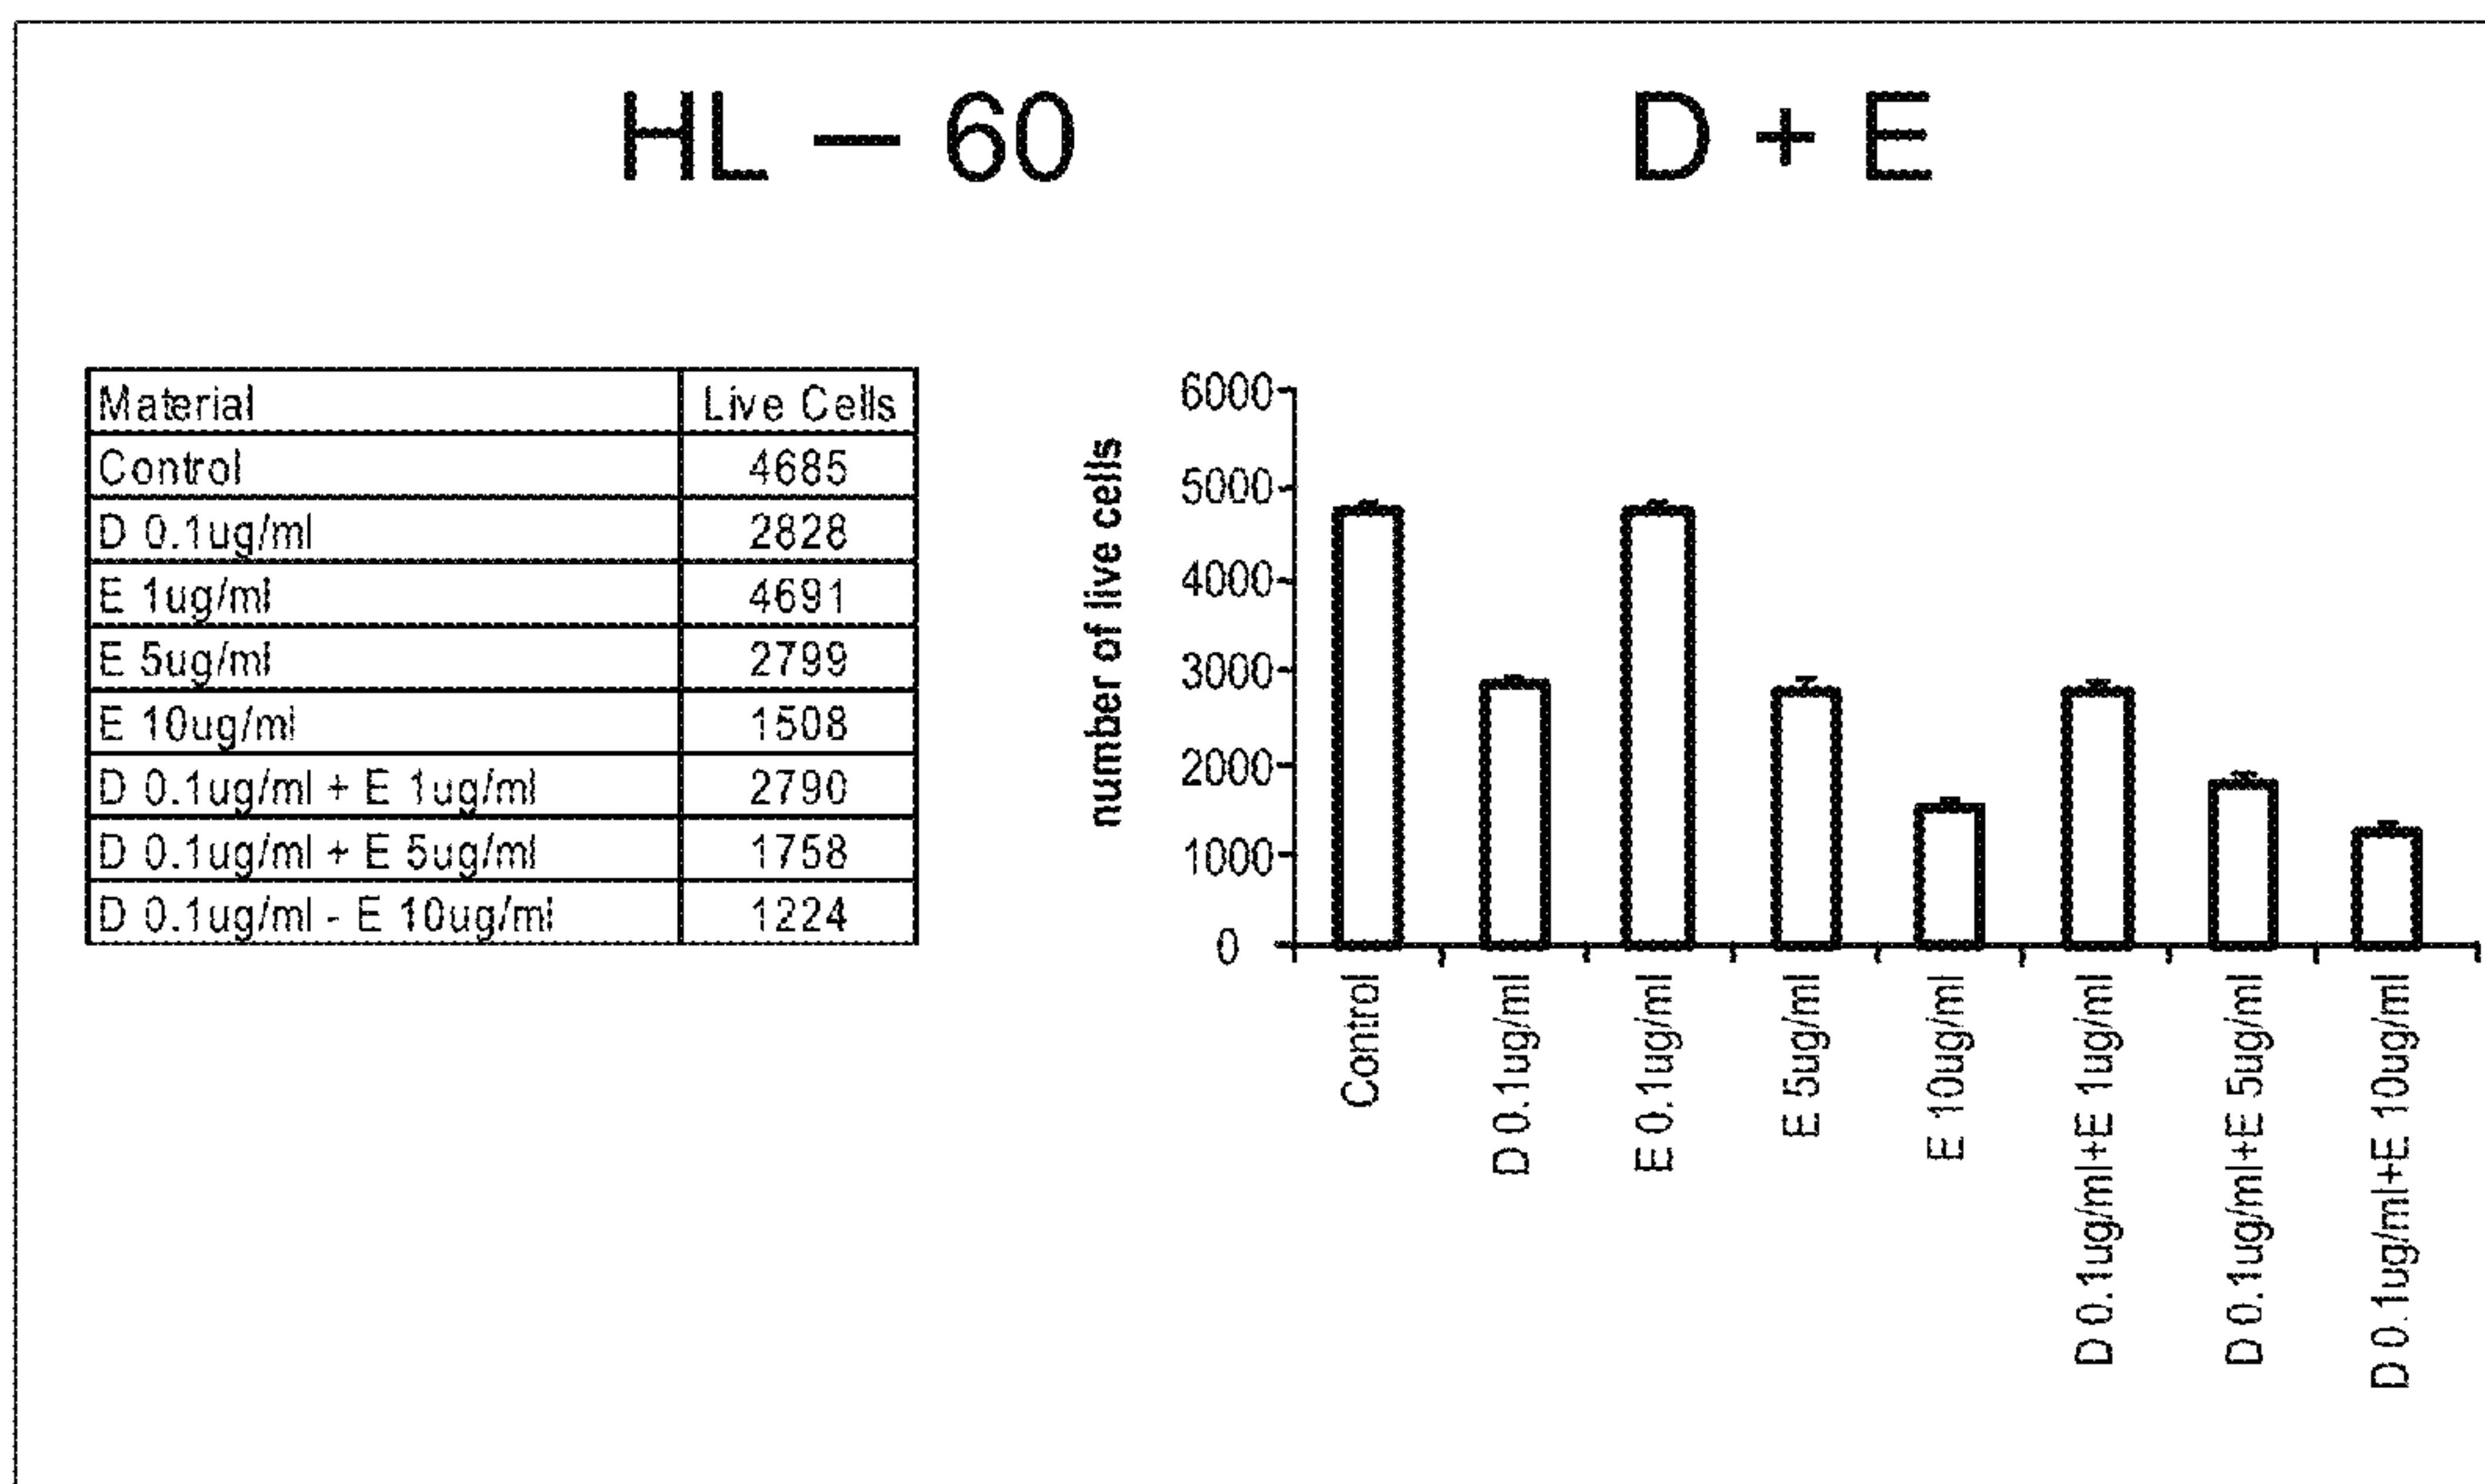 HL – 60
D + E
Material Live Cells
Control 4685
D 0.1ug/ml 2828
E 1ug/ml 4691
E 5ug/ml 2799
E 10ug/ml 1508
D 0.1ug/ml + E 1ug/ml 2790
D 0.1ug/ml + E 5ug/ml 1758
D 0.1ug/ml - E 10ug/ml 1224
number of live cells
6000
5000
4000
3000
2000
1000
0
Control
D 0.1ug/ml
E 0.1ug/ml
E 5ug/ml
E 10ug/ml
D 0.1ug/ml+E 1ug/ml
D 0.1ug/ml+E 5ug/ml
D 0.1ug/ml+E 10ug/ml